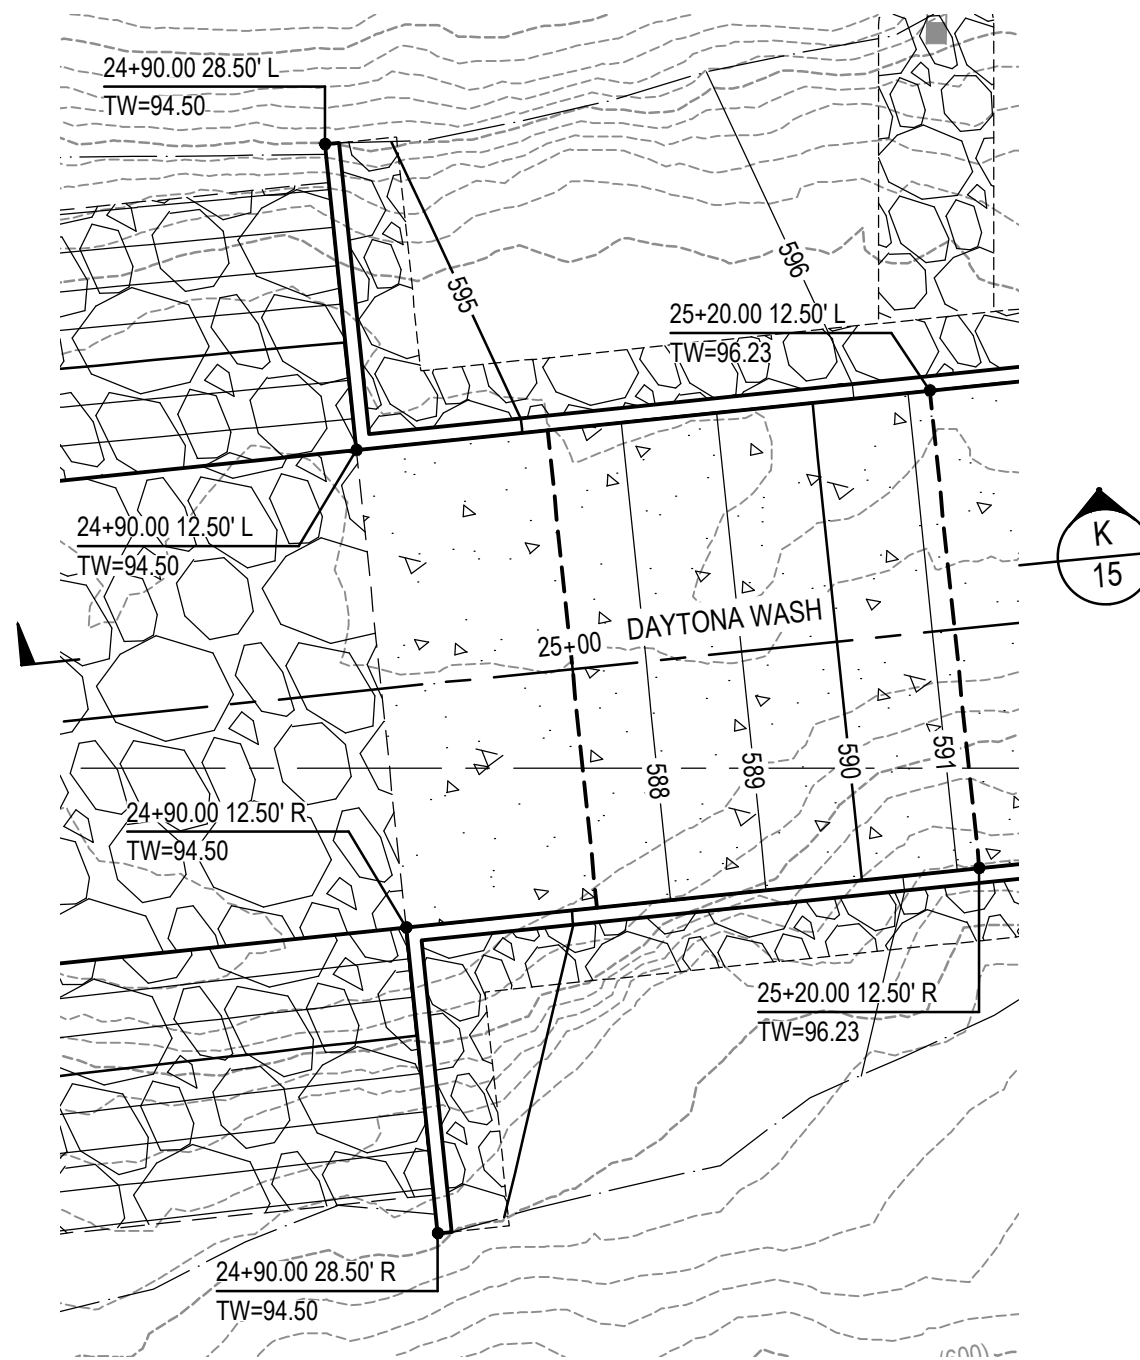 24+90.00 28.50' L
TW=94.50
596
595
25+20.00 12.50' L
TW=96.23
24+90.00 12.50' L
TW=94.50
K
15
DAYTONA WASH
25+00
588
589
590
591
24+90.00 12.50' R
TW=94.50
25+20.00 12.50' R
TW=96.23
24+90.00 28.50' R
TW=94.50
(600)